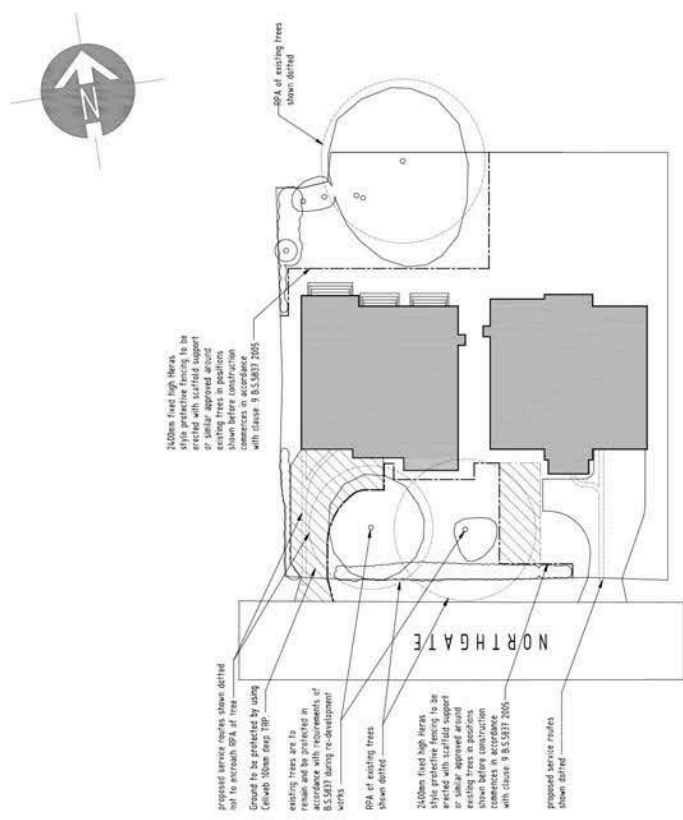 N
RPA of existing trees
shown dotted
2400mm fixed high Heras
style protective fencing to be
erected with scaffold support
or similar approved around
existing trees in positions
shown before construction
commences in accordance
with clause: 9 B.S.5837 2005
NORTHGATE
proposed service routes shown dotted
not to encroach RPA of tree
Ground to be protected by using
Cellweb 100mm deep TRP
existing trees are to
remain and be protected in
accordance with requirements of
B.S.5837 during re-development
works
RPA of existing trees
shown dotted
2400mm fixed high Heras
style protective fencing to be
erected with scaffold support
or similar approved around
existing trees in positions
shown before construction
commences in accordance
with clause: 9 B.S.5837 2005
proposed service routes
shown dotted